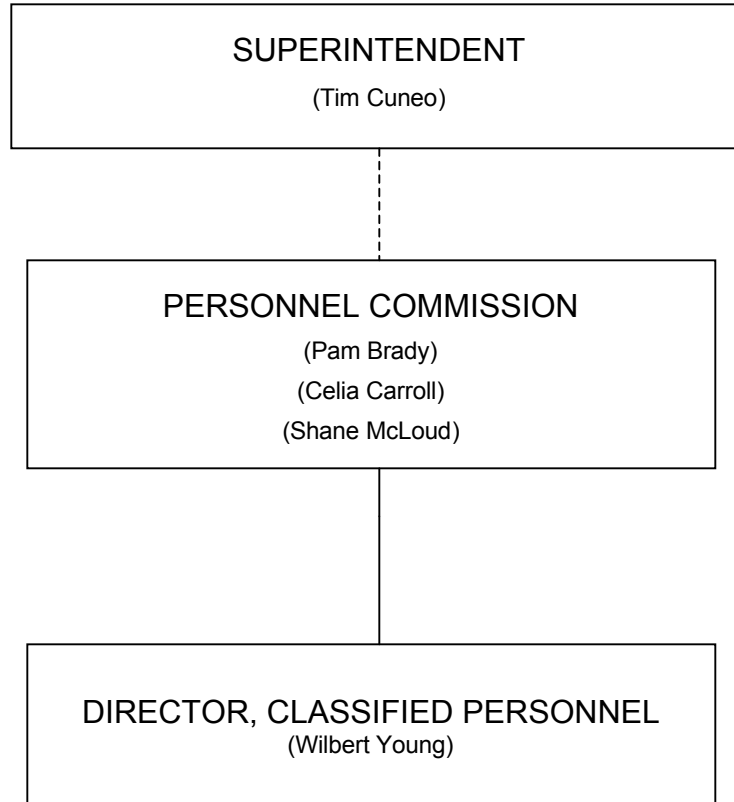 SUPERINTENDENT
(Tim Cuneo)
PERSONNEL COMMISSION
(Pam Brady)
(Celia Carroll)
(Shane McLoud)
DIRECTOR, CLASSIFIED PERSONNEL
(Wilbert Young)